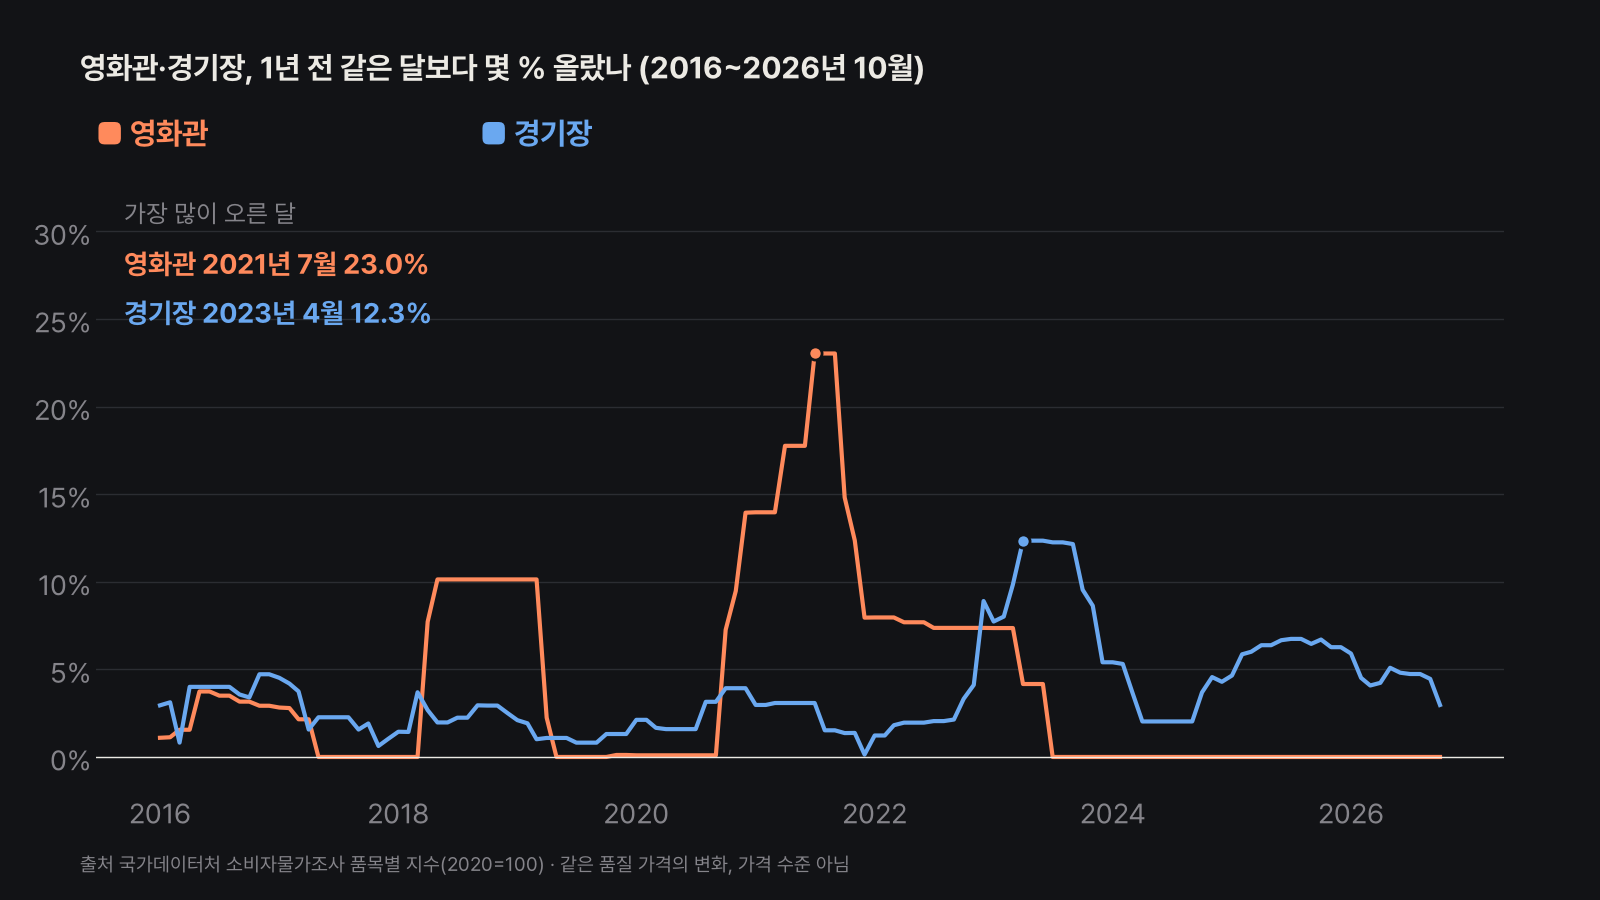 영화관·경기장, 1년 전 같은 달보다 몇 % 올랐나 (2016~2026년 10월)
영화관
경기장
가장 많이 오른 달
30%
영화관 2021년 7월 23.0%
경기장 2023년 4월 12.3%
25%
20%
15%
10%
5%
0%
2016 2018 2020 2022 2024 2026
출처 국가데이터처 소비자물가조사 품목별 지수(2020=100) · 같은 품질 가격의 변화, 가격 수준 아님